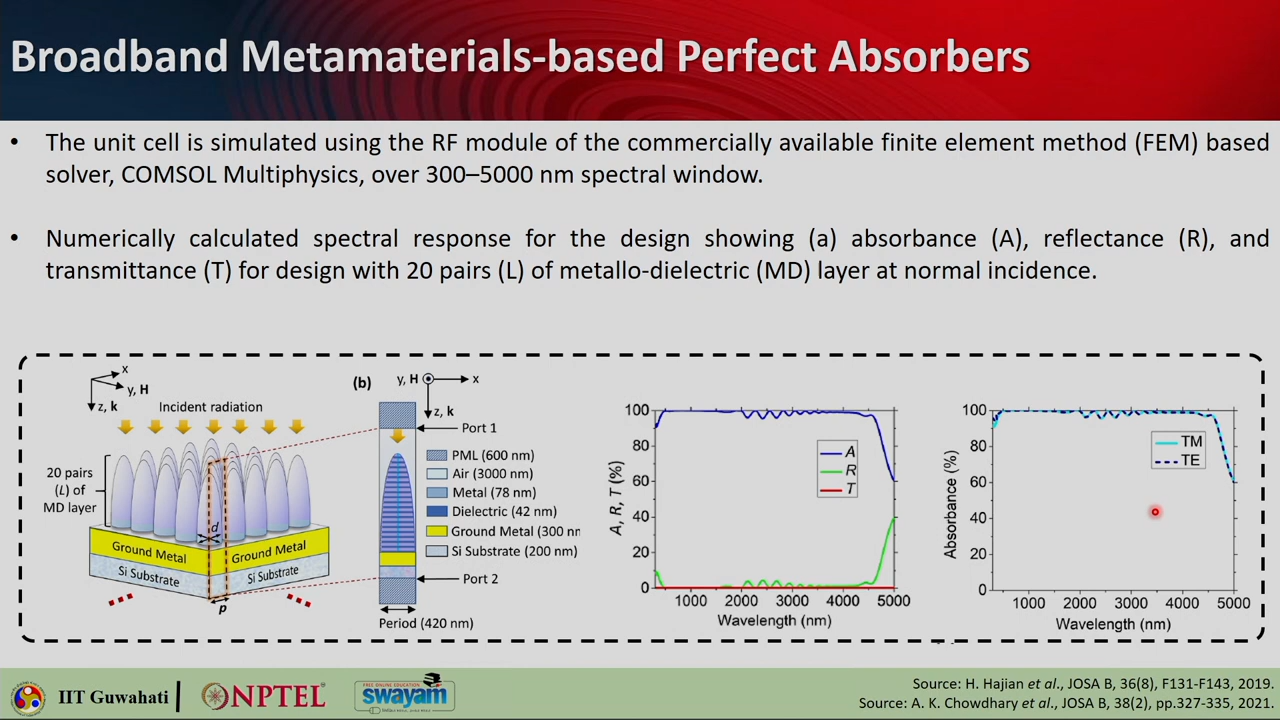 Broadband Metamaterials-based Perfect Absorbers
• The unit cell is simulated using the RF module of the commercially available finite element method (FEM) based
solver, COMSOL Multiphysics, over 300–5000 nm spectral window.
• Numerically calculated spectral response for the design showing (a) absorbance (A), reflectance (R), and
transmittance (T) for design with 20 pairs (L) of metallo-dielectric (MD) layer at normal incidence.
x
y, H
z, k
Incident radiation
20 pairs
(L) of
MD layer
d
Ground Metal
Ground Metal
Si Substrate
Si Substrate
p
(b)
y, H
x
z, k
Port 1
PML (600 nm)
Air (3000 nm)
Metal (78 nm)
Dielectric (42 nm)
Ground Metal (300 nm
Si Substrate (200 nm)
Port 2
Period (420 nm)
A, R, T (%)
100
80
60
40
20
0
A
R
T
1000 2000 3000 4000 5000
Wavelength (nm)
Absorbance (%)
100
80
60
40
20
0
TM
TE
1000 2000 3000 4000 5000
Wavelength (nm)
IIT Guwahati
NPTEL
FREE ONLINE EDUCATION
swayam
Source: H. Hajian et al., JOSA B, 36(8), F131-F143, 2019.
Source: A. K. Chowdhary et al., JOSA B, 38(2), pp.327-335, 2021.